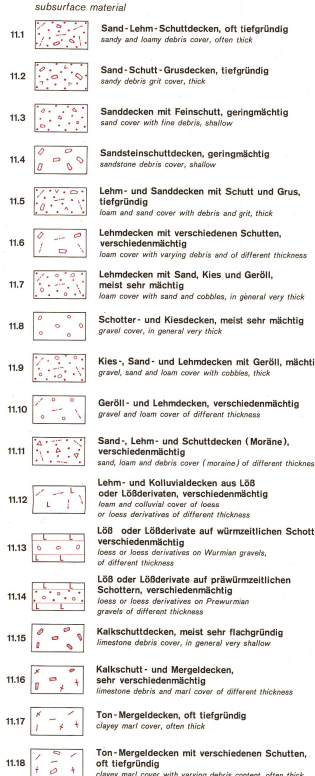 subsurface material
11.1 Sand-Lehm-Schuttdecken, oft tiefgründig
sandy and loamy debris cover, often thick
11.2 Sand-Schutt-Grusdecken, tiefgründig
sandy debris grit cover, thick
11.3 Sanddecken mit Feinschutt, geringmächtig
sand cover with fine debris, shallow
11.4 Sandsteinschuttdecken, geringmächtig
sandstone debris cover, shallow
11.5 Lehm- und Sanddecken mit Schutt und Grus,
tiefgründig
loam and sand cover with debris and grit, thick
11.6 Lehmdecken mit verschiedenen Schutten,
verschiedenmächtig
loam cover with varying debris and of different thickness
11.7 Lehmdecken mit Sand, Kies und Geröll,
meist sehr mächtig
loam cover with sand and cobbles, in general very thick
11.8 Schotter- und Kiesdecken, meist sehr mächtig
gravel cover, in general very thick
11.9 Kies-, Sand- und Lehmdecken mit Geröll, mächti
gravel, sand and loam cover with cobbles, thick
11.10 Geröll- und Lehmdecken, verschiedenmächtig
gravel and loam cover of different thickness
11.11 Sand-, Lehm- und Schuttdecken (Moräne),
verschiedenmächtig
sand, loam and debris cover (moraine) of different thicknes
11.12 Lehm- und Kolluvialdecken aus Löß
oder Lößderivaten, verschiedenmächtig
L
loam and colluvial cover of loess
or loess derivatives of different thickness
11.13 Löß oder Lößderivate auf würmzeitlichen Schott
verschiedenmächtig
L L
L L
loess or loess derivatives on Wurmian gravels,
of different thickness
11.14 Löß oder Lößderivate auf präwürmzeitlichen
Schottern, verschiedenmächtig
L L
L L
loess or loess derivatives on Prewurmian
gravels of different thickness
11.15 Kalkschuttdecken, meist sehr flachgründig
limestone debris cover, in general very shallow
11.16 Kalkschutt- und Mergeldecken,
sehr verschiedenmächtig
limestone debris and marl cover of different thickness
11.17 Ton-Mergeldecken, oft tiefgründig
clayey marl cover, often thick
11.18 Ton-Mergeldecken mit verschiedenen Schutten,
oft tiefgründig
clayey marl cover with varying debris content, often thick